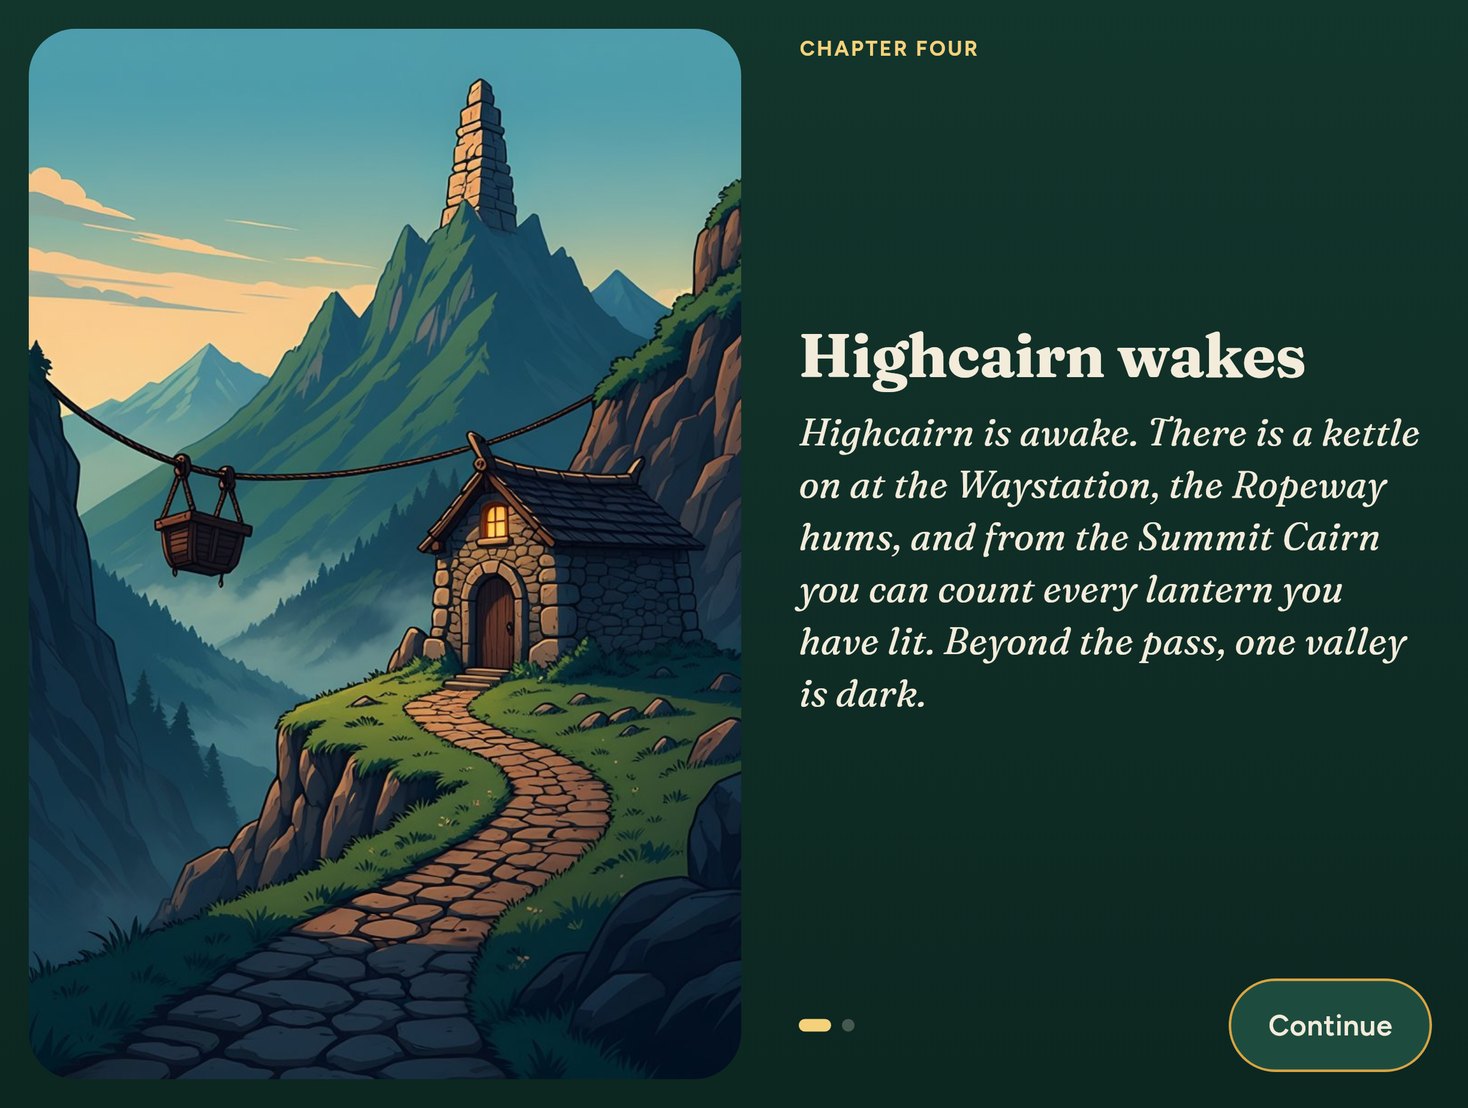 CHAPTER FOUR
Highcairn wakes
Highcairn is awake. There is a kettle
on at the Waystation, the Ropeway
hums, and from the Summit Cairn
you can count every lantern you
have lit. Beyond the pass, one valley
is dark.
Continue